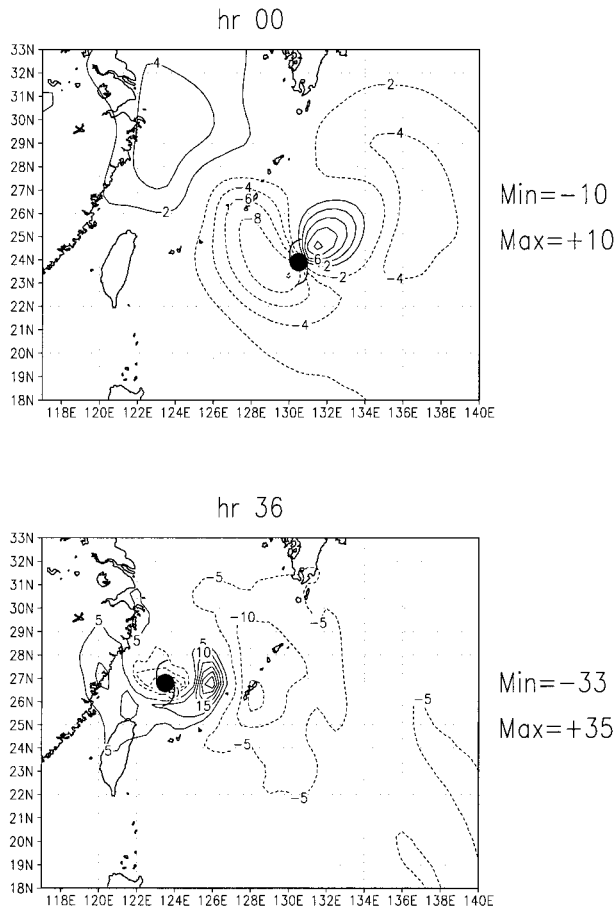 hr 00
33N
32N
31N
30N
29N
28N
27N
26N
25N
24N
23N
22N
21N
20N
19N
18N
118E 120E 122E 124E 126E 128E 130E 132E 134E 136E 138E 140E
4
2
-4
-6
-8
-4
-2
-4
-4
-2
6
2
Min=-10
Max=+10
hr 36
33N
32N
31N
30N
29N
28N
27N
26N
25N
24N
23N
22N
21N
20N
19N
18N
118E 120E 122E 124E 126E 128E 130E 132E 134E 136E 138E 140E
5
5
5
5
10
15
-5
-10
-5
-5
-5
-5
Min=-33
Max=+35